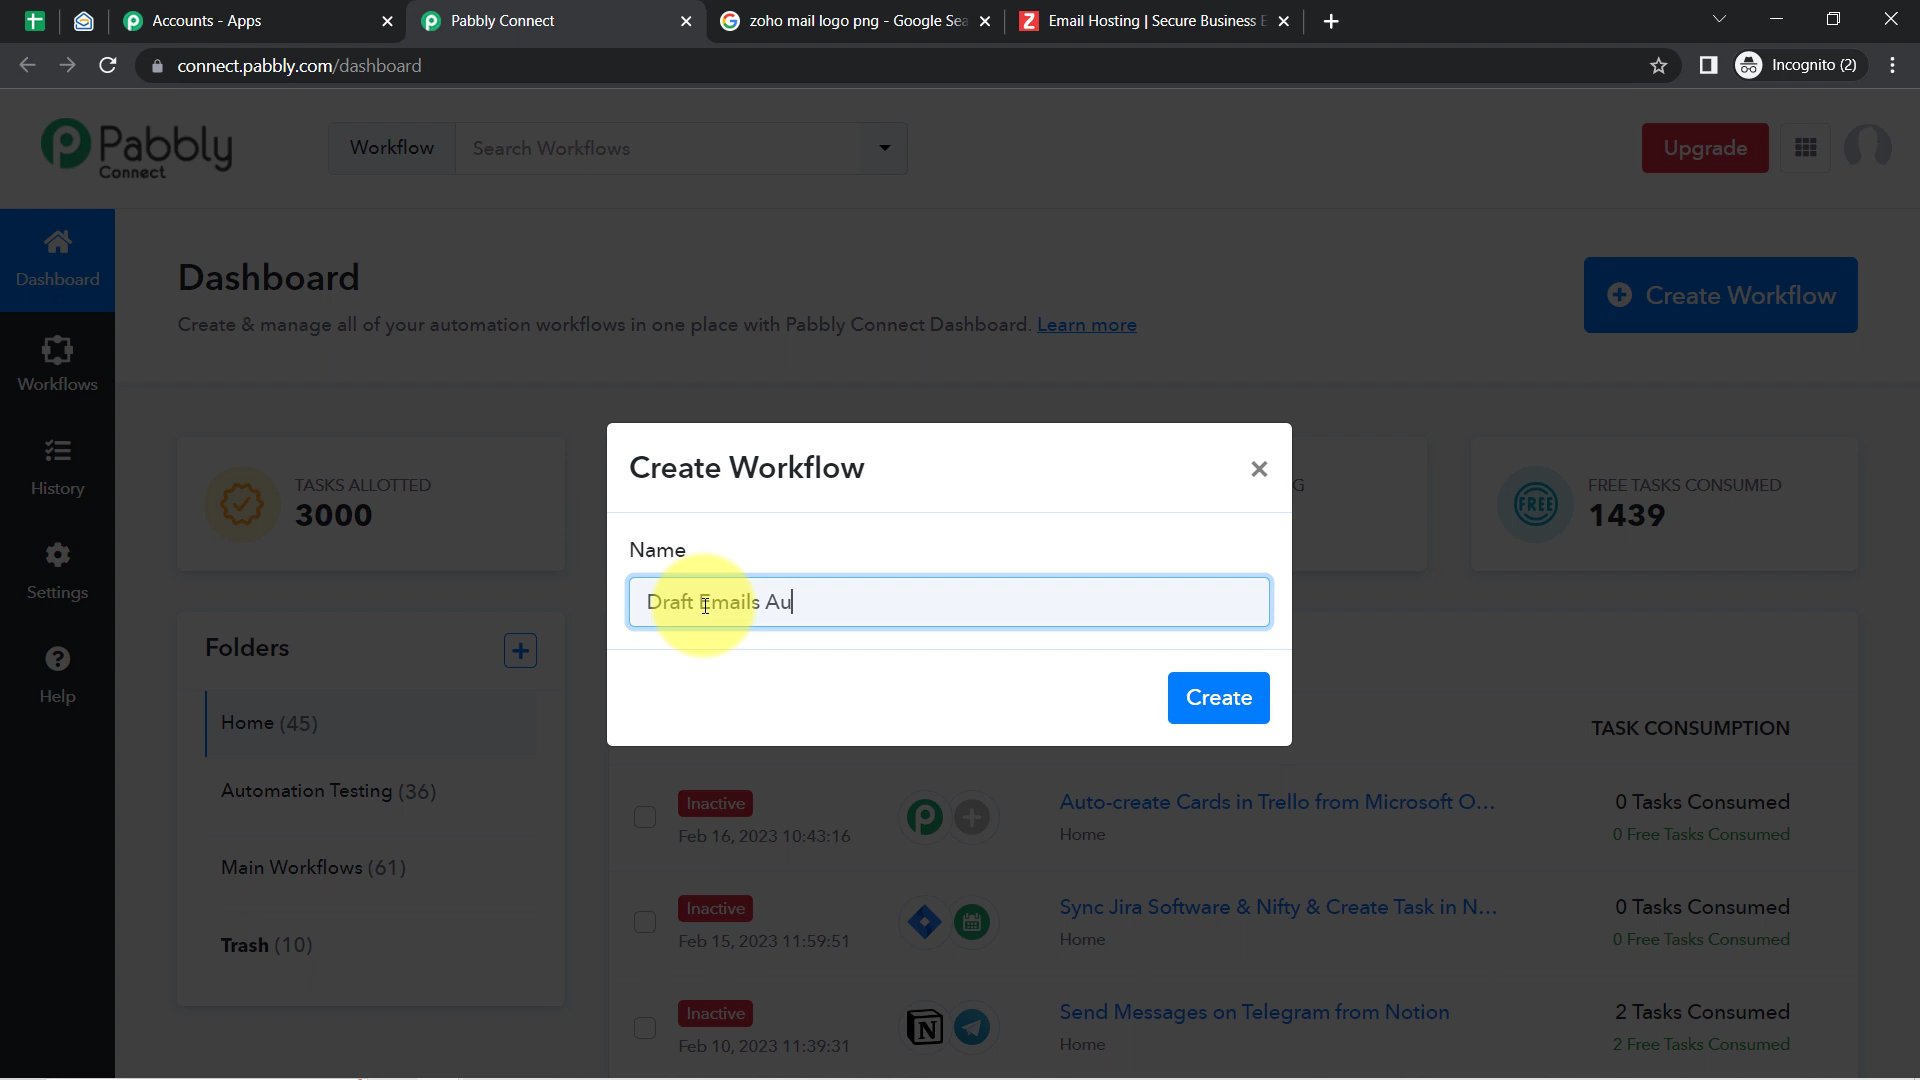 Accounts - Apps
Pabbly Connect
zoho mail logo png - Google Sea
Email Hosting | Secure Business E
connect.pabbly.com/dashboard
Incognito (2)
Pabbly
Connect
Workflow
Search Workflows
Upgrade
Dashboard
Workflows
History
Settings
Help
Dashboard
Create & manage all of your automation workflows in one place with Pabbly Connect Dashboard. Learn more
Create Workflow
TASKS ALLOTTED
3000
G
FREE
FREE TASKS CONSUMED
1439
Create Workflow
Name
Draft Emails Au
Create
Folders
Home (45)
Automation Testing (36)
Main Workflows (61)
Trash (10)
TASK CONSUMPTION
Inactive
Feb 16, 2023 10:43:16
Auto-create Cards in Trello from Microsoft O...
Home
0 Tasks Consumed
0 Free Tasks Consumed
Inactive
Feb 15, 2023 11:59:51
Sync Jira Software & Nifty & Create Task in N...
Home
0 Tasks Consumed
0 Free Tasks Consumed
Inactive
Feb 10, 2023 11:39:31
Send Messages on Telegram from Notion
Home
2 Tasks Consumed
2 Free Tasks Consumed